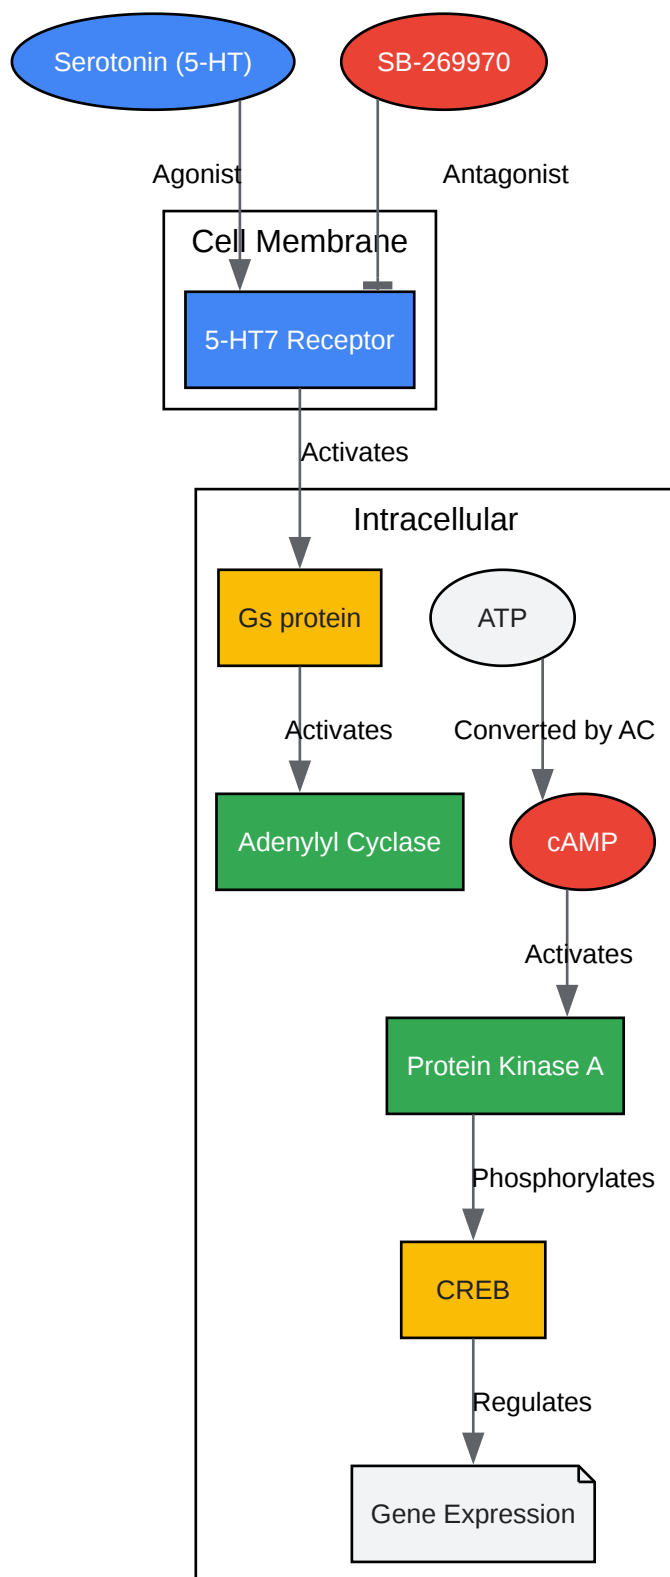 Serotonin (5-HT)
SB-269970
Agonist
Antagonist
Cell Membrane
5-HT7 Receptor
Activates
Intracellular
Gs protein
ATP
Activates
Converted by AC
Adenylyl Cyclase
cAMP
Activates
Protein Kinase A
Phosphorylates
CREB
Regulates
Gene Expression